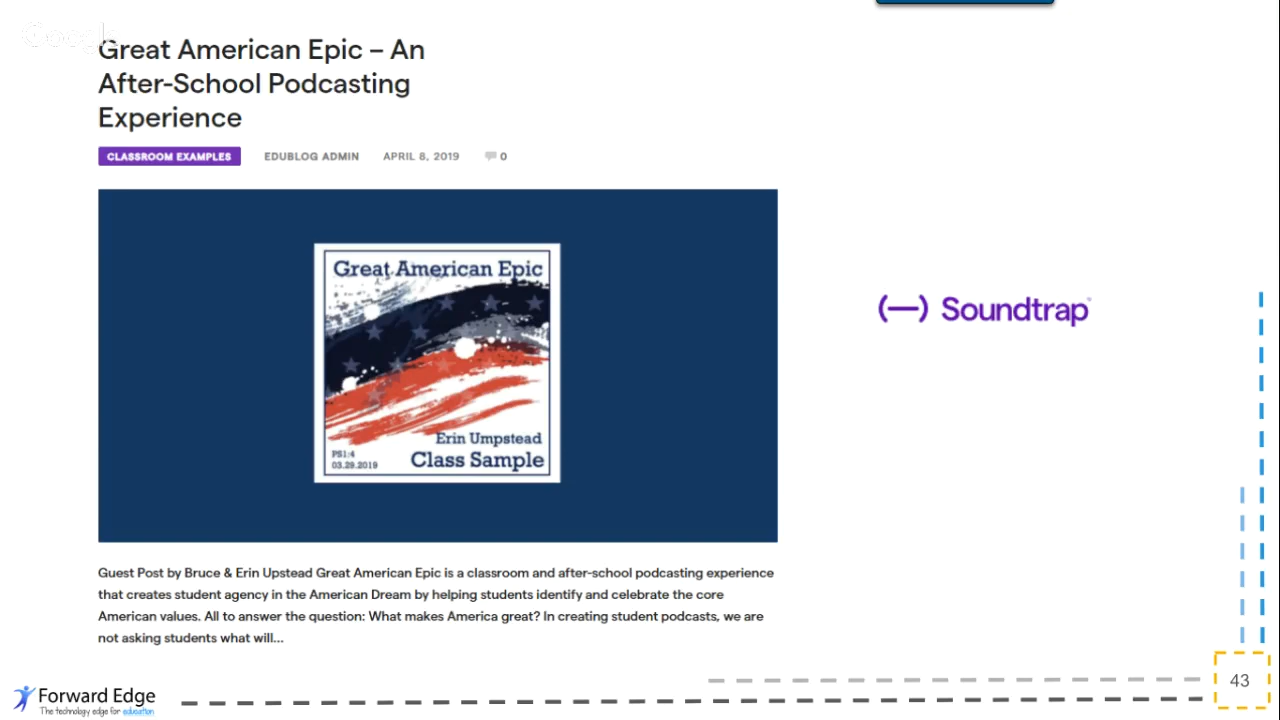 Google
Great American Epic – An
After-School Podcasting
Experience
CLASSROOM EXAMPLES EDUBLOG ADMIN APRIL 8, 2019 0
Great American Epic
Erin Umpstead
PS1:4
03.29.2019
Class Sample
(—) Soundtrap
Guest Post by Bruce & Erin Upstead Great American Epic is a classroom and after-school podcasting experience
that creates student agency in the American Dream by helping students identify and celebrate the core
American values. All to answer the question: What makes America great? In creating student podcasts, we are
not asking students what will...
Forward Edge
The technology edge for education
43